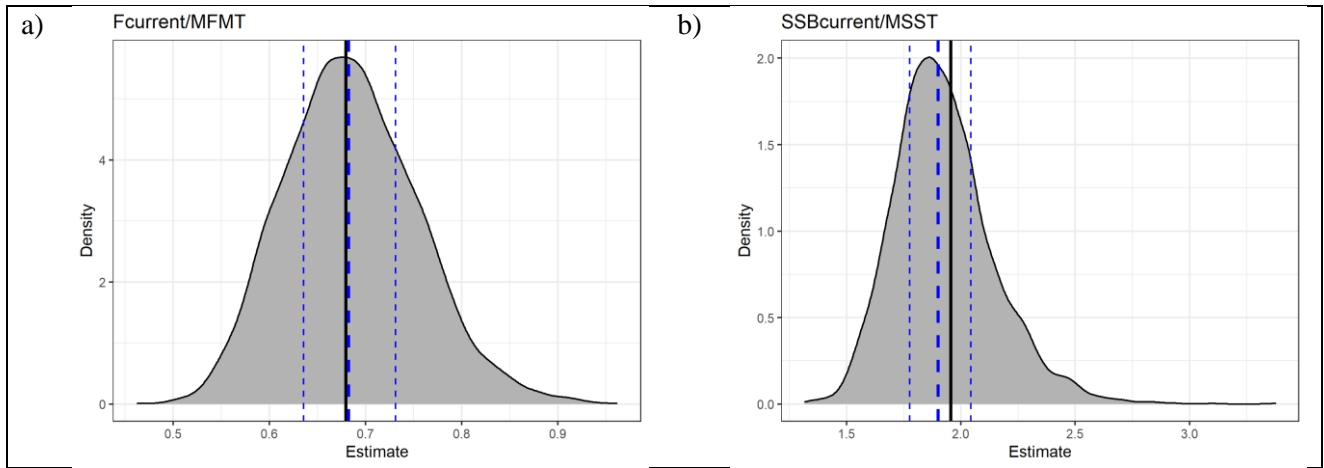 a)
Fcurrent/MFMT
Density
4
2
0
0.5 0.6 0.7 0.8 0.9
Estimate
b)
SSBcurrent/MSST
Density
2.0
1.5
1.0
0.5
0.0
1.5 2.0 2.5 3.0
Estimate